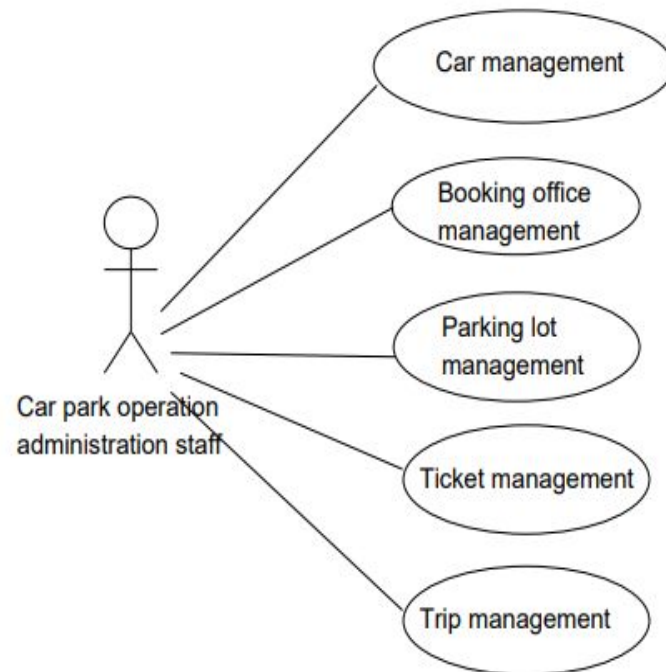 Car management
Booking office
management
Parking lot
management
Car park operation
administration staff
Ticket management
Trip management